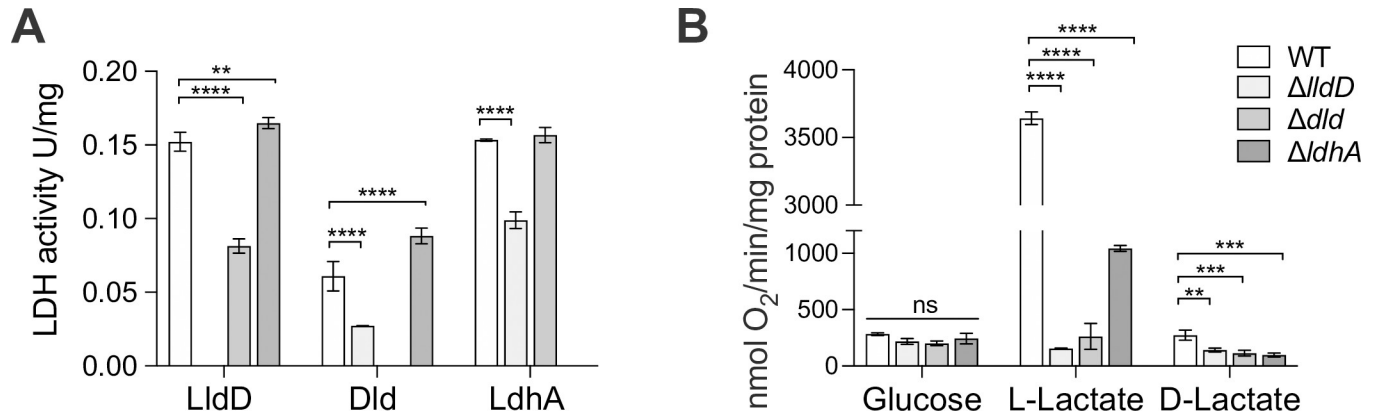 A
LDH activity U/mg
0.20
0.15
0.10
0.05
0.00
**
****
****
****
****
LldD Dld LdhA
B
nmol O2/min/mg protein
4000
3500
3000
1000
500
0
****
****
****
ns
***
***
**
Glucose L-Lactate D-Lactate
WT
ΔlldD
Δdld
ΔldhA